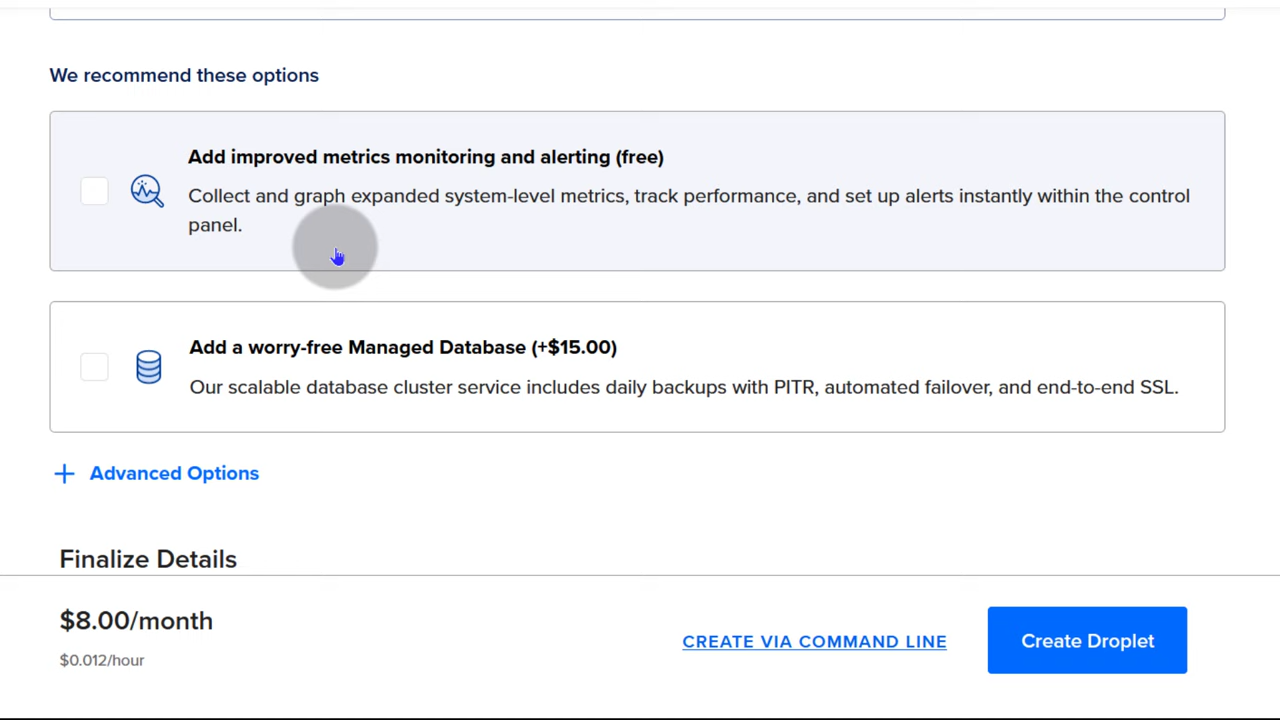 We recommend these options
Add improved metrics monitoring and alerting (free)
Collect and graph expanded system-level metrics, track performance, and set up alerts instantly within the control
panel.
Add a worry-free Managed Database (+$15.00)
Our scalable database cluster service includes daily backups with PITR, automated failover, and end-to-end SSL.
Advanced Options
Finalize Details
$8.00/month
$0.012/hour
CREATE VIA COMMAND LINE
Create Droplet